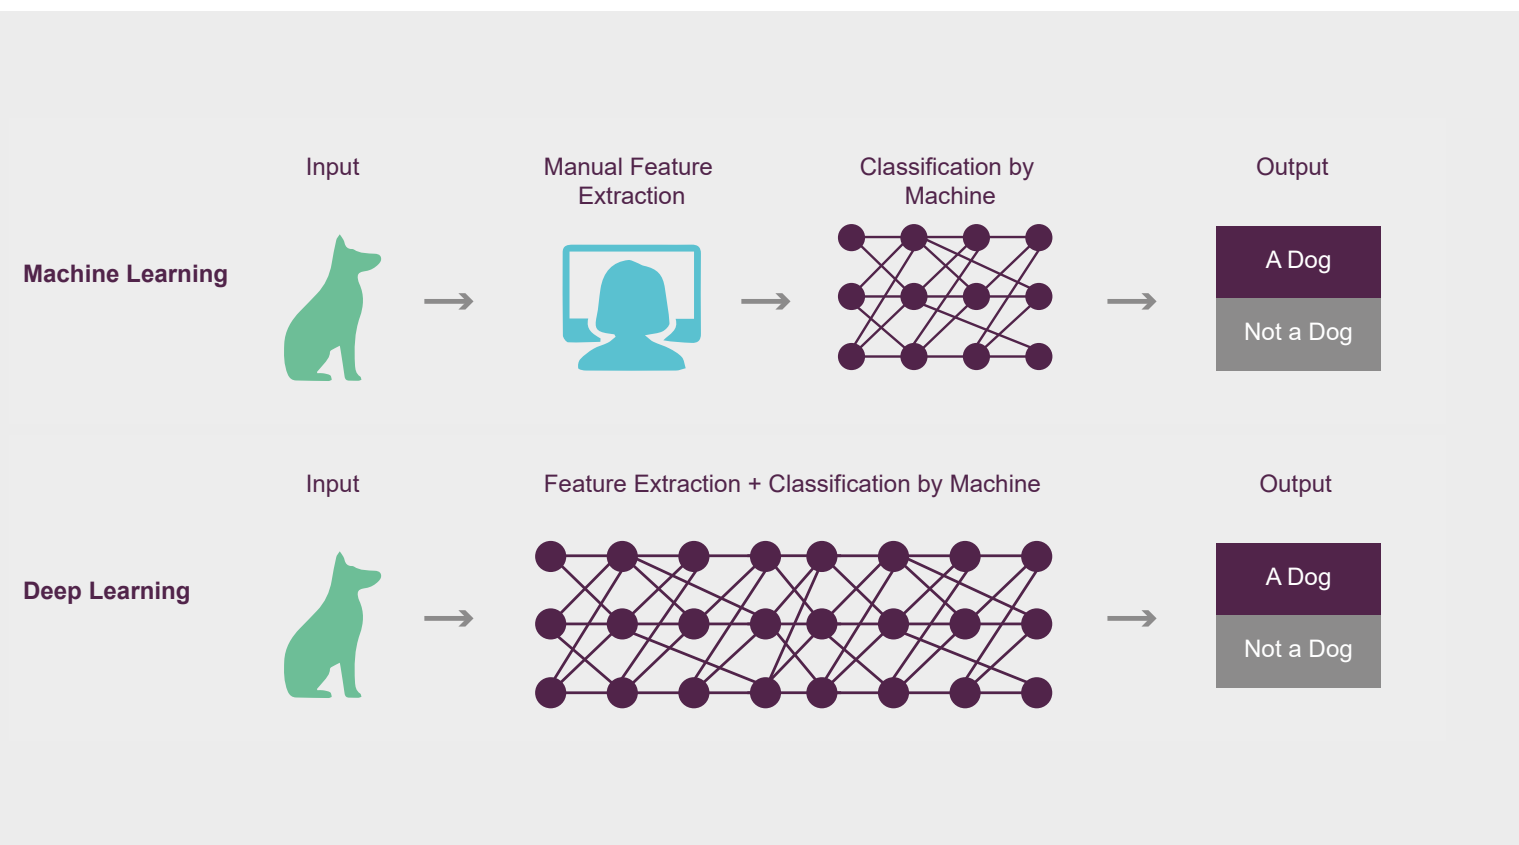 Input
Manual Feature
Extraction
Classification by
Machine
Output
Machine Learning
A Dog
Not a Dog
Input
Feature Extraction + Classification by Machine
Output
Deep Learning
A Dog
Not a Dog